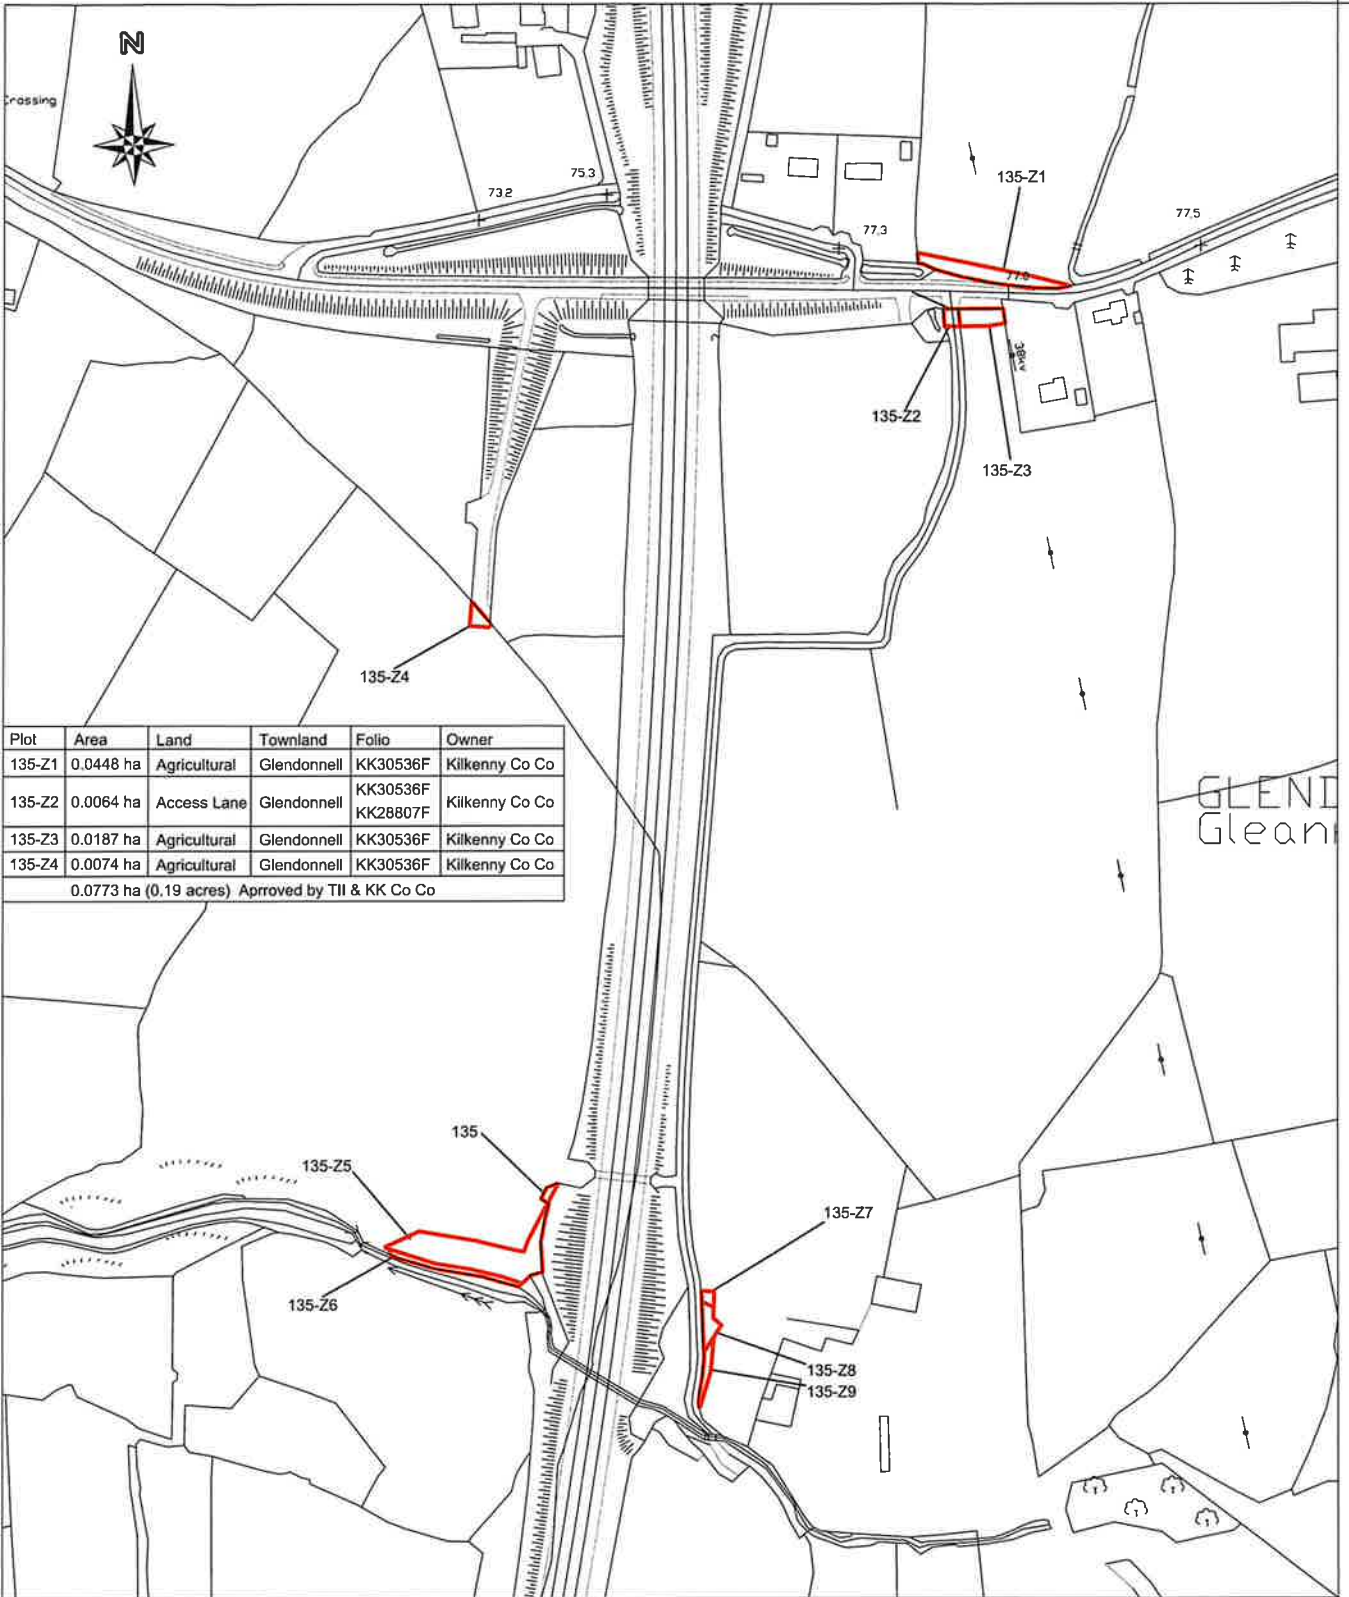 N
Crossing
75.3
73.2
135-Z1
77.3
77.5
77.0
38kv
135-Z2
135-Z3
135-Z4
Plot Area Land Townland Folio Owner
135-Z1 0.0448 ha Agricultural Glendonnell KK30536F Kilkenny Co Co
135-Z2 0.0064 ha Access Lane Glendonnell KK30536F KK28807F Kilkenny Co Co
135-Z3 0.0187 ha Agricultural Glendonnell KK30536F Kilkenny Co Co
135-Z4 0.0074 ha Agricultural Glendonnell KK30536F Kilkenny Co Co
0.0773 ha (0.19 acres) Aprroved by TII & KK Co Co
GLEND
Gleann
135
135-Z5
135-Z7
135-Z6
135-Z8
135-Z9